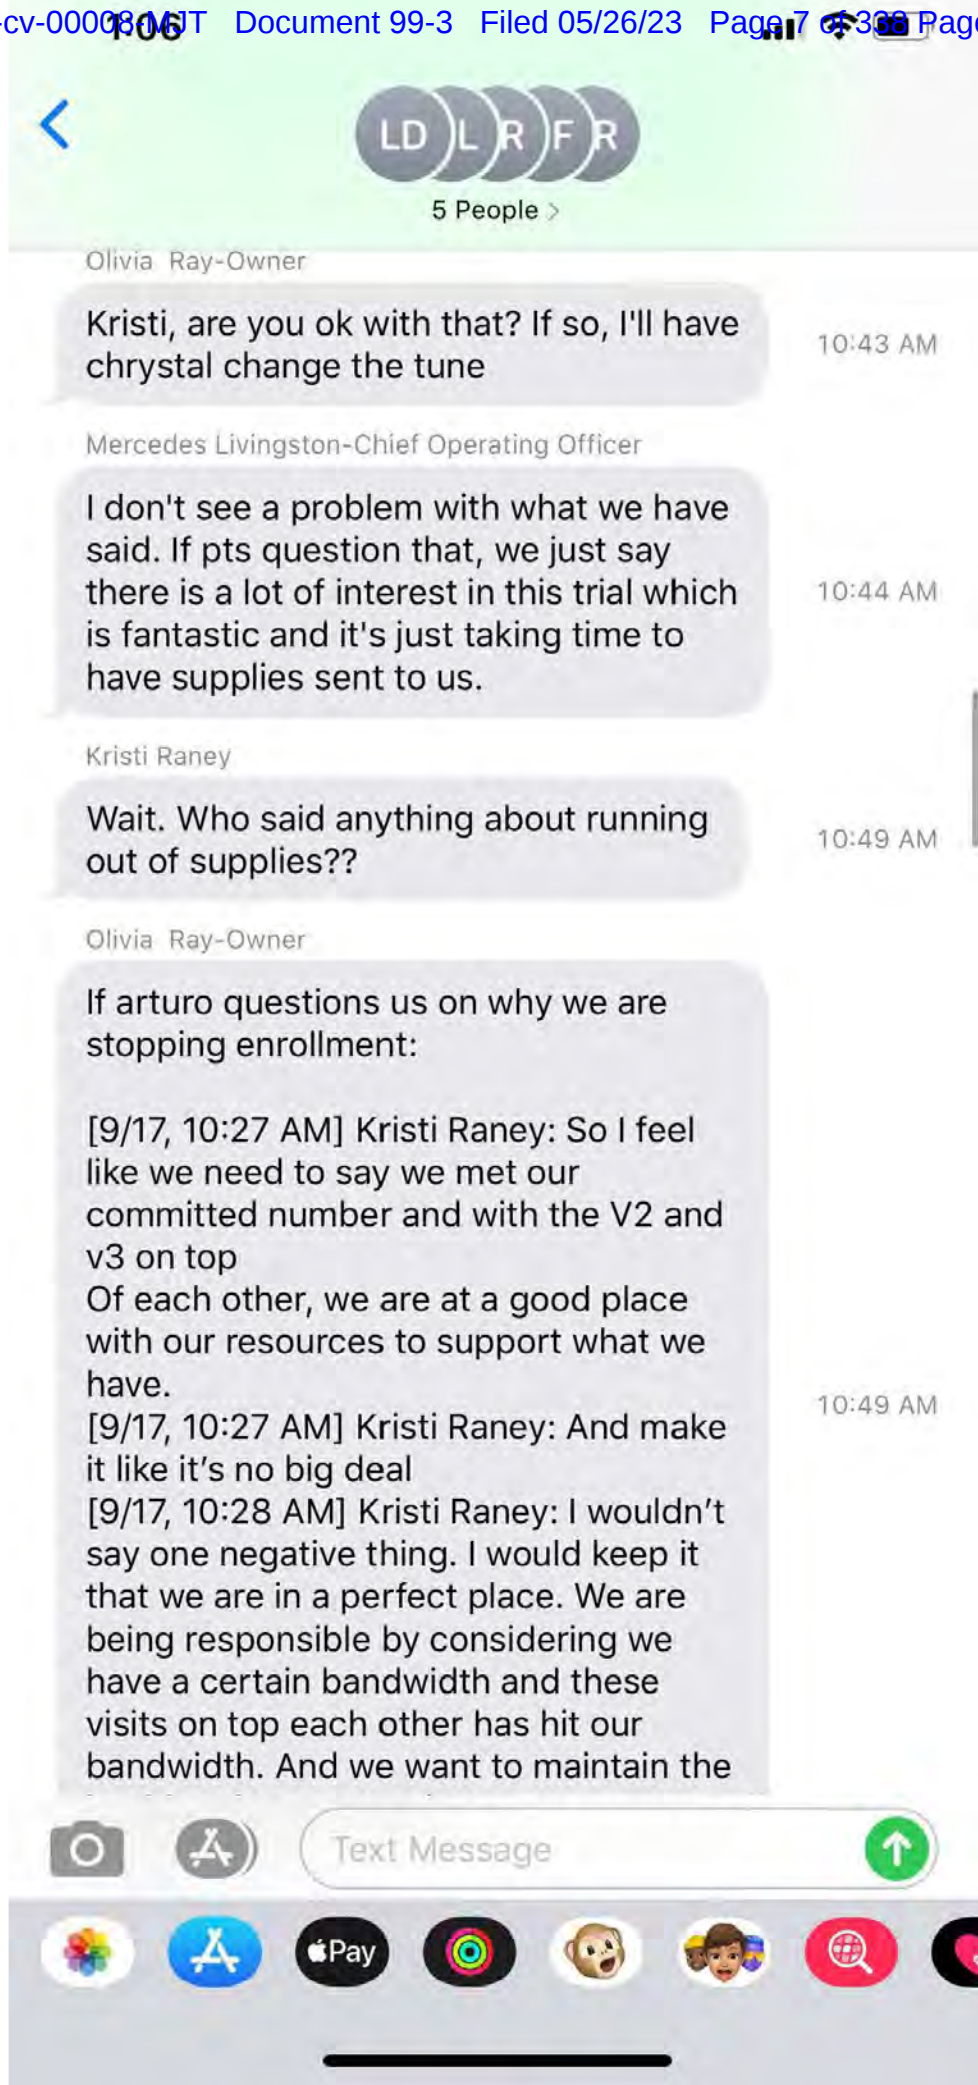 -cv-00008-MJT Document 99-3 Filed 05/26/23 Page 7 of 338 Page
1:06
LD L R F R
5 People >
Olivia Ray-Owner
Kristi, are you ok with that? If so, I'll have
chrystal change the tune
10:43 AM
Mercedes Livingston-Chief Operating Officer
I don't see a problem with what we have
said. If pts question that, we just say
there is a lot of interest in this trial which
is fantastic and it's just taking time to
have supplies sent to us.
10:44 AM
Kristi Raney
Wait. Who said anything about running
out of supplies??
10:49 AM
Olivia Ray-Owner
If arturo questions us on why we are
stopping enrollment:
[9/17, 10:27 AM] Kristi Raney: So I feel
like we need to say we met our
committed number and with the V2 and
v3 on top
Of each other, we are at a good place
with our resources to support what we
have.
[9/17, 10:27 AM] Kristi Raney: And make
it like it’s no big deal
[9/17, 10:28 AM] Kristi Raney: I wouldn’t
say one negative thing. I would keep it
that we are in a perfect place. We are
being responsible by considering we
have a certain bandwidth and these
visits on top each other has hit our
bandwidth. And we want to maintain the
10:49 AM
Text Message
Pay